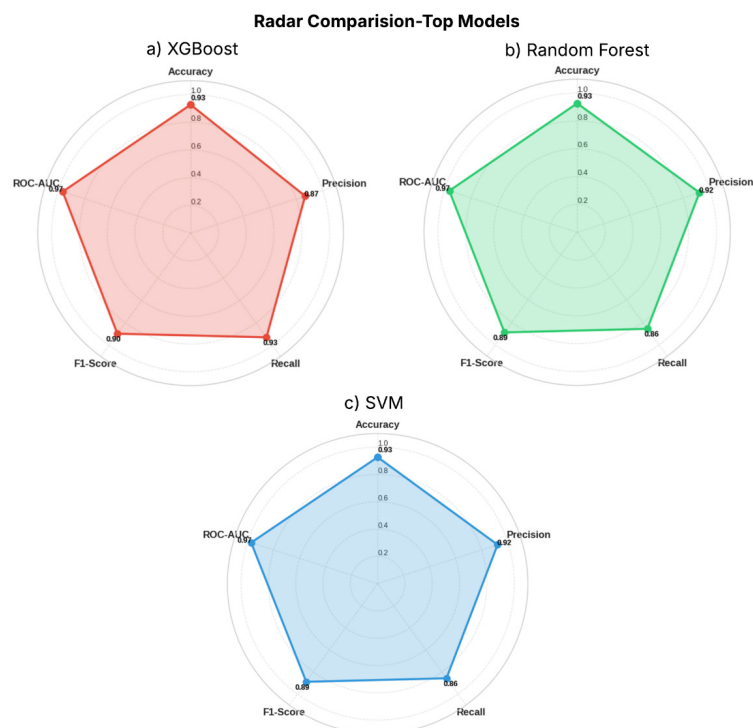 Radar Comparision-Top Models
a) XGBoost
Accuracy
1.0
0.93
0.8
0.6
0.4
0.2
ROC-AUC
0.97
Precision
0.87
F1-Score
0.90
Recall
0.93
b) Random Forest
Accuracy
1.0
0.93
0.8
0.6
0.4
0.2
ROC-AUC
0.97
Precision
0.92
F1-Score
0.89
Recall
0.86
c) SVM
Accuracy
1.0
0.93
0.8
0.6
0.4
0.2
ROC-AUC
0.97
Precision
0.92
F1-Score
0.89
Recall
0.86